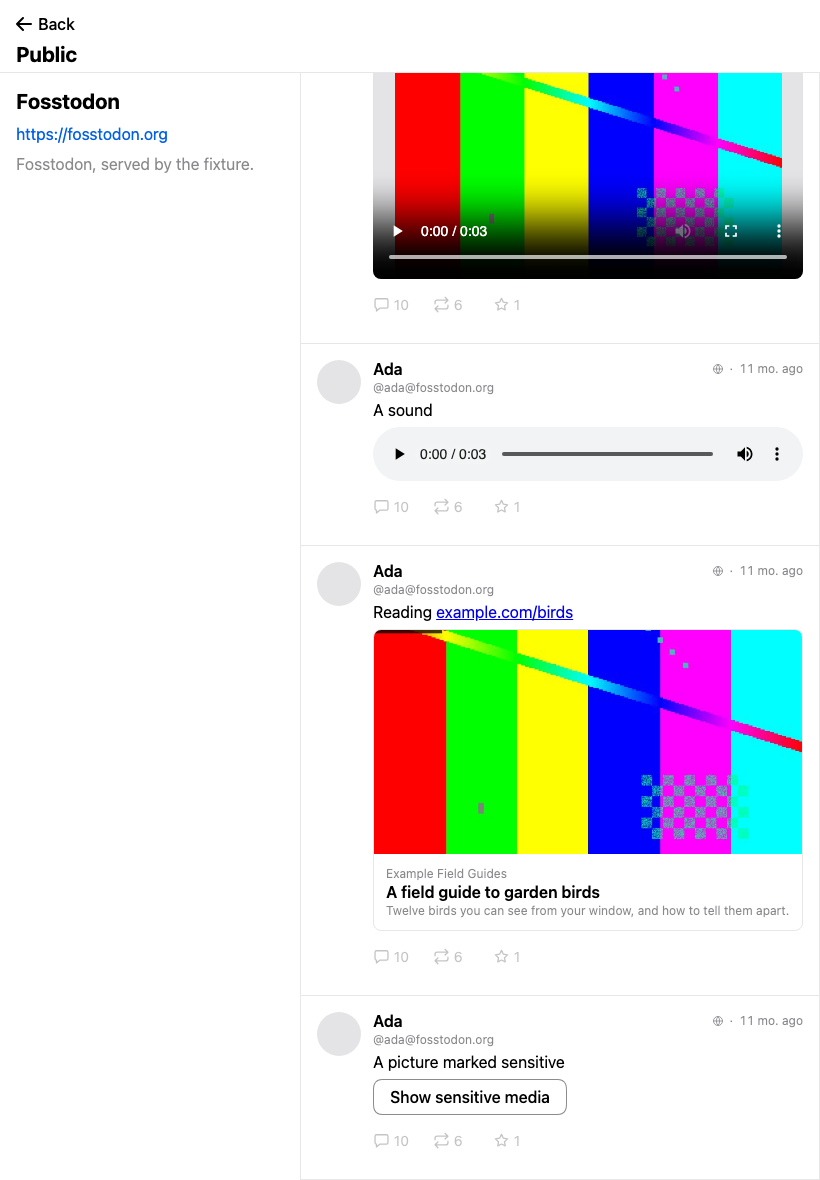 Back
Public
Fosstodon
https://fosstodon.org
Fosstodon, served by the fixture.
0:00 / 0:03
10 6 1
Ada
· 11 mo. ago
@ada@fosstodon.org
A sound
0:00 / 0:03
10 6 1
Ada
· 11 mo. ago
@ada@fosstodon.org
Reading example.com/birds
Example Field Guides
A field guide to garden birds
Twelve birds you can see from your window, and how to tell them apart.
10 6 1
Ada
· 11 mo. ago
@ada@fosstodon.org
A picture marked sensitive
Show sensitive media
10 6 1